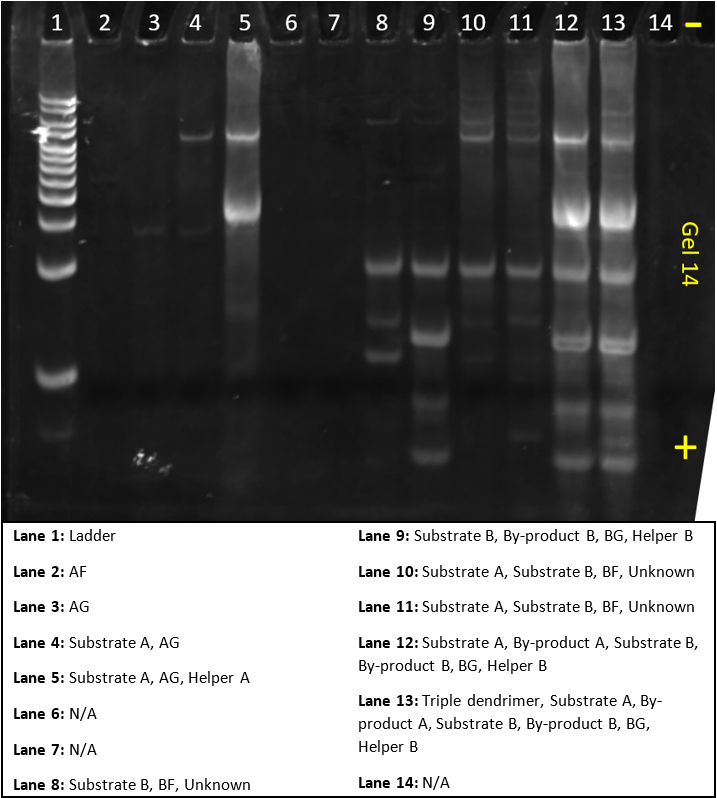 1 2 3 4 5 6 7 8 9 10 11 12 13 14 –
Gel 14
+
Lane 1: Ladder
Lane 2: AF
Lane 3: AG
Lane 4: Substrate A, AG
Lane 5: Substrate A, AG, Helper A
Lane 6: N/A
Lane 7: N/A
Lane 8: Substrate B, BF, Unknown
Lane 9: Substrate B, By-product B, BG, Helper B
Lane 10: Substrate A, Substrate B, BF, Unknown
Lane 11: Substrate A, Substrate B, BF, Unknown
Lane 12: Substrate A, By-product A, Substrate B,
By-product B, BG, Helper B
Lane 13: Triple dendrimer, Substrate A, By-
product A, Substrate B, By-product B, BG,
Helper B
Lane 14: N/A